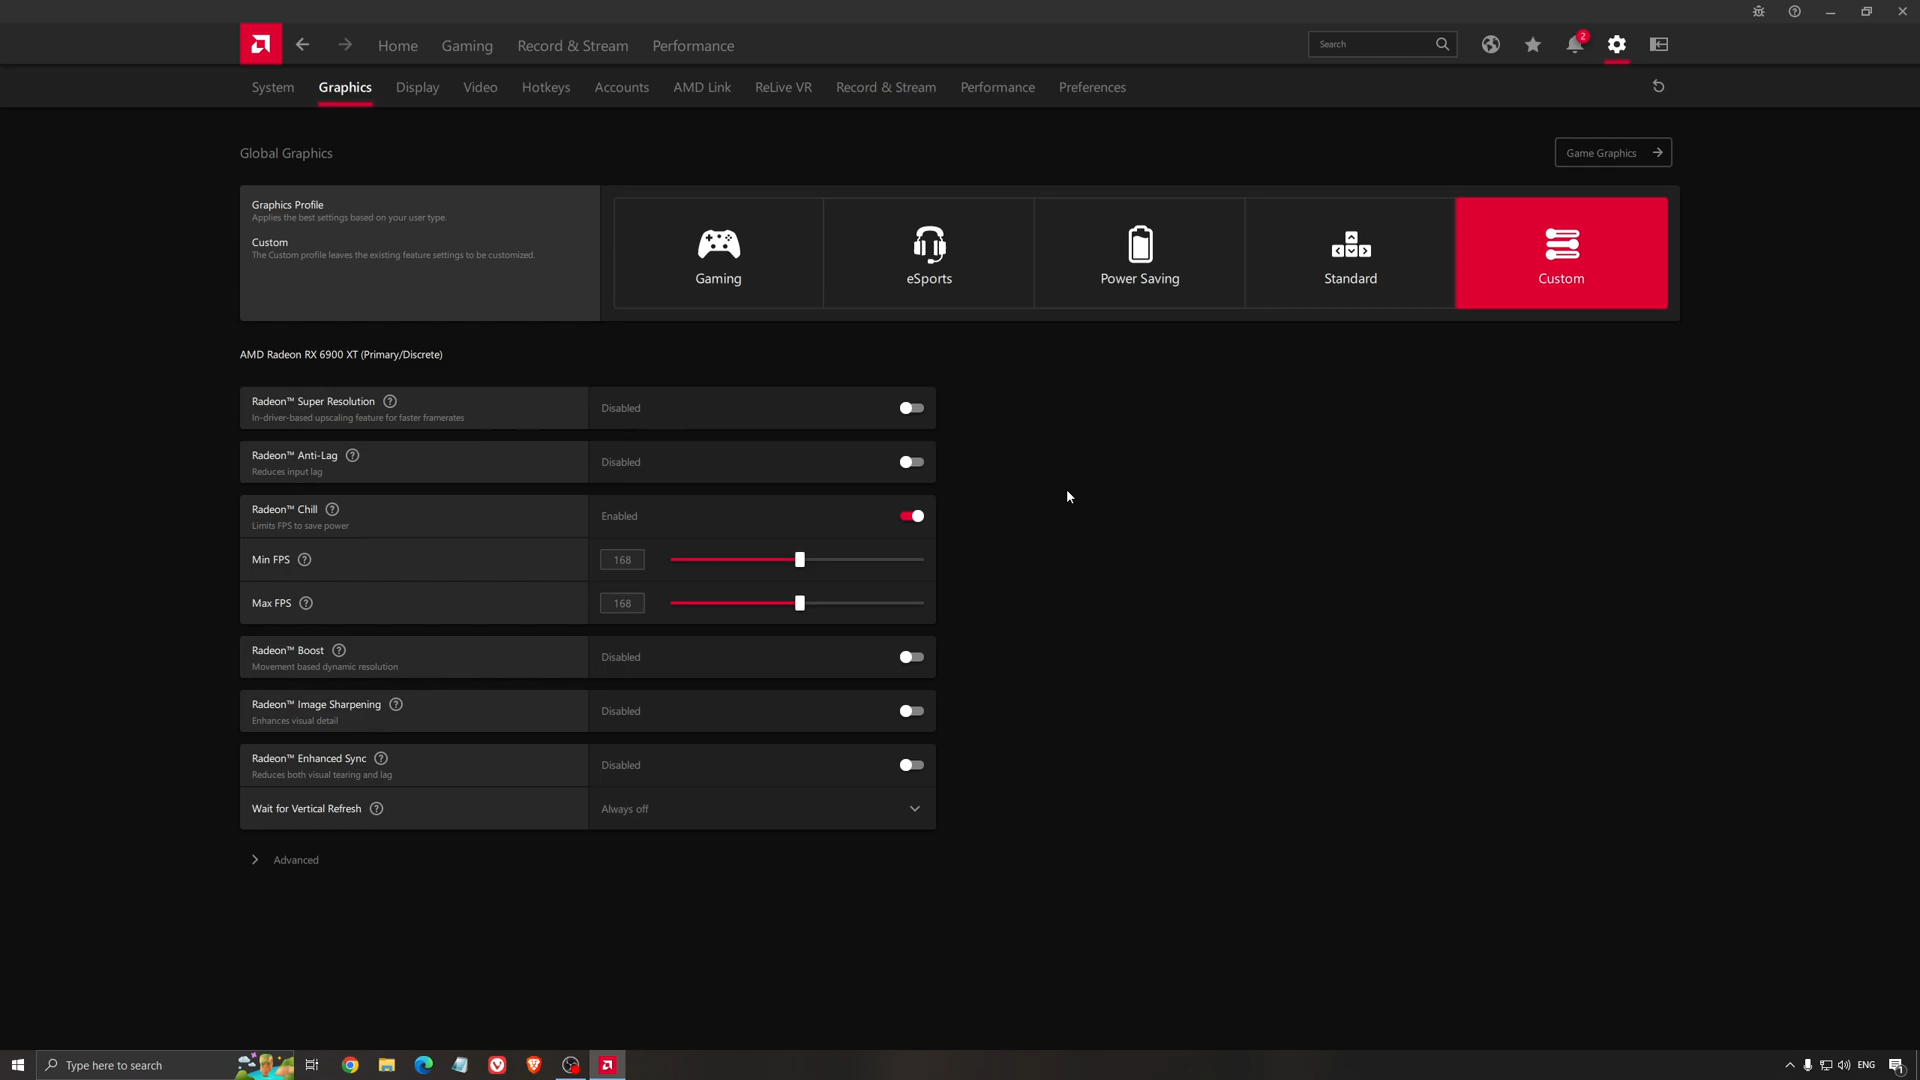 Home
Gaming
Record & Stream
Performance
Search
2
System
Graphics
Display
Video
Hotkeys
Accounts
AMD Link
ReLive VR
Record & Stream
Performance
Preferences
Global Graphics
Game Graphics
Graphics Profile
Applies the best settings based on your user type.
Custom
The Custom profile leaves the existing feature settings to be customized.
Gaming
eSports
Power Saving
Standard
Custom
AMD Radeon RX 6900 XT (Primary/Discrete)
Radeon™ Super Resolution
In-driver-based upscaling feature for faster framerates
Disabled
Radeon™ Anti-Lag
Reduces input lag
Disabled
Radeon™ Chill
Limits FPS to save power
Enabled
Min FPS
168
Max FPS
168
Radeon™ Boost
Movement based dynamic resolution
Disabled
Radeon™ Image Sharpening
Enhances visual detail
Disabled
Radeon™ Enhanced Sync
Reduces both visual tearing and lag
Disabled
Wait for Vertical Refresh
Always off
Advanced
Type here to search
ENG
1